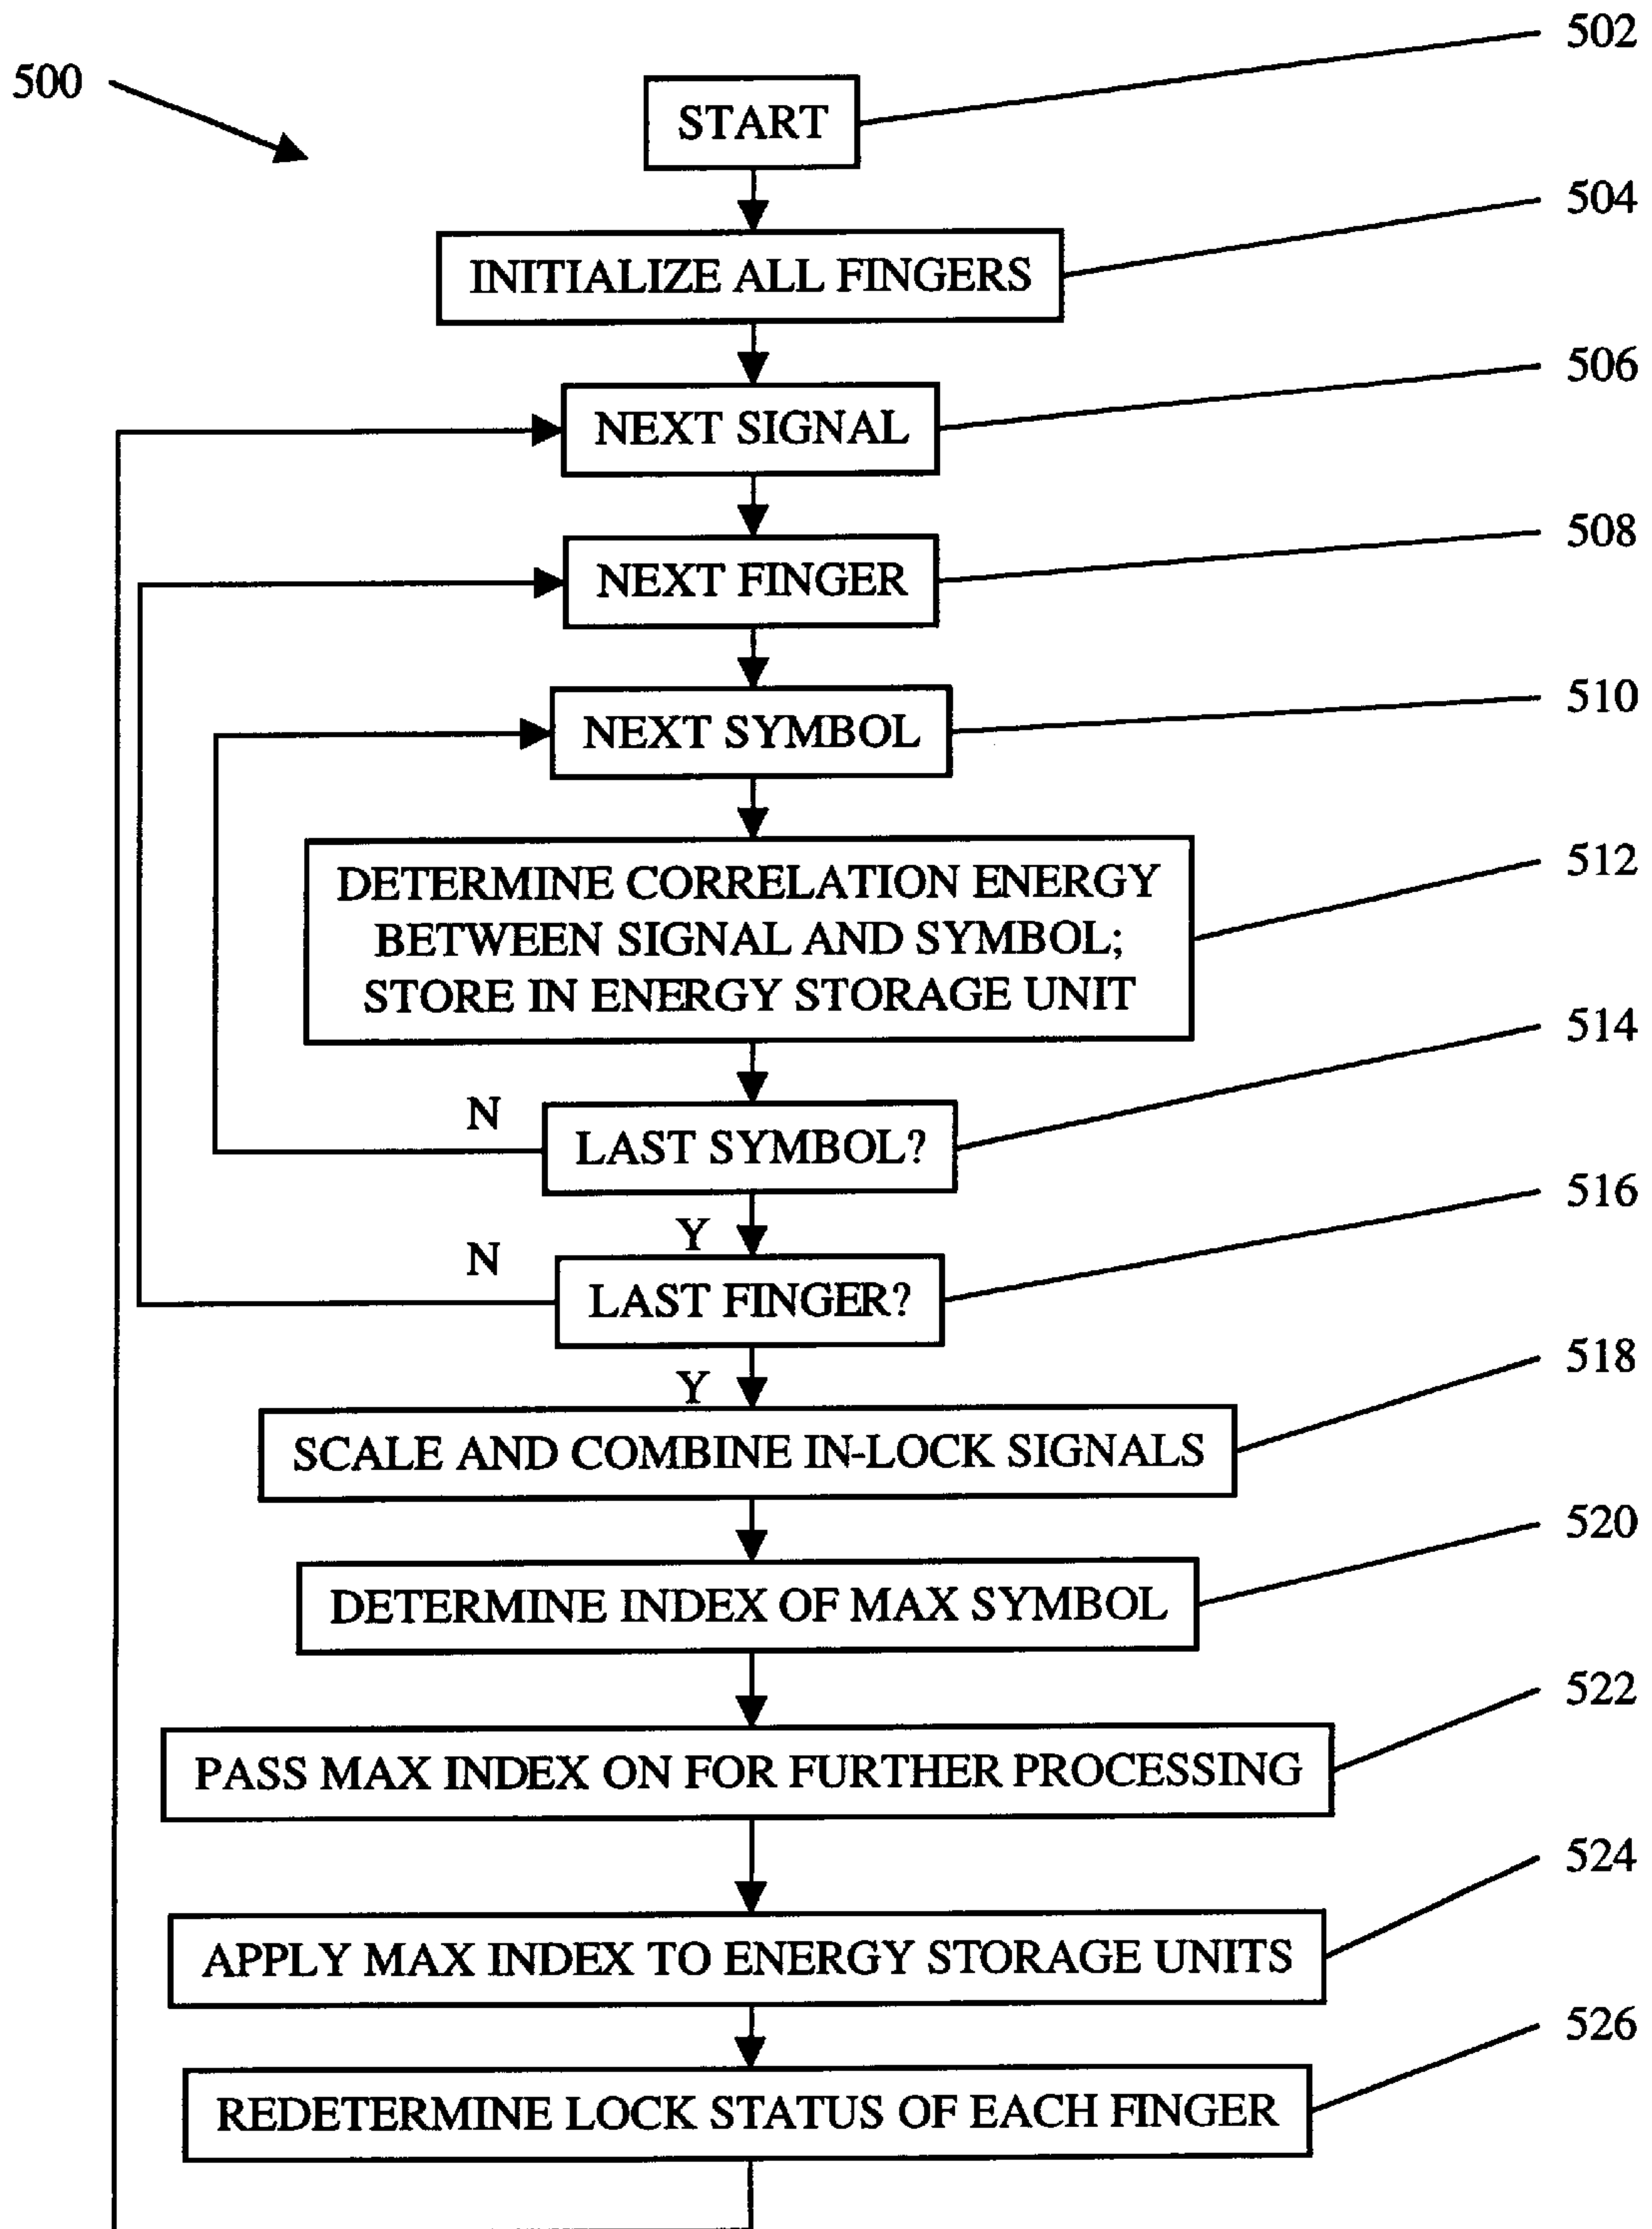 502
500
START
504
INITIALIZE ALL FINGERS
506
NEXT SIGNAL
508
NEXT FINGER
510
NEXT SYMBOL
512
DETERMINE CORRELATION ENERGY
BETWEEN SIGNAL AND SYMBOL;
STORE IN ENERGY STORAGE UNIT
514
N
LAST SYMBOL?
516
Y
N
LAST FINGER?
518
Y
SCALE AND COMBINE IN-LOCK SIGNALS
520
DETERMINE INDEX OF MAX SYMBOL
522
PASS MAX INDEX ON FOR FURTHER PROCESSING
524
APPLY MAX INDEX TO ENERGY STORAGE UNITS
526
REDETERMINE LOCK STATUS OF EACH FINGER